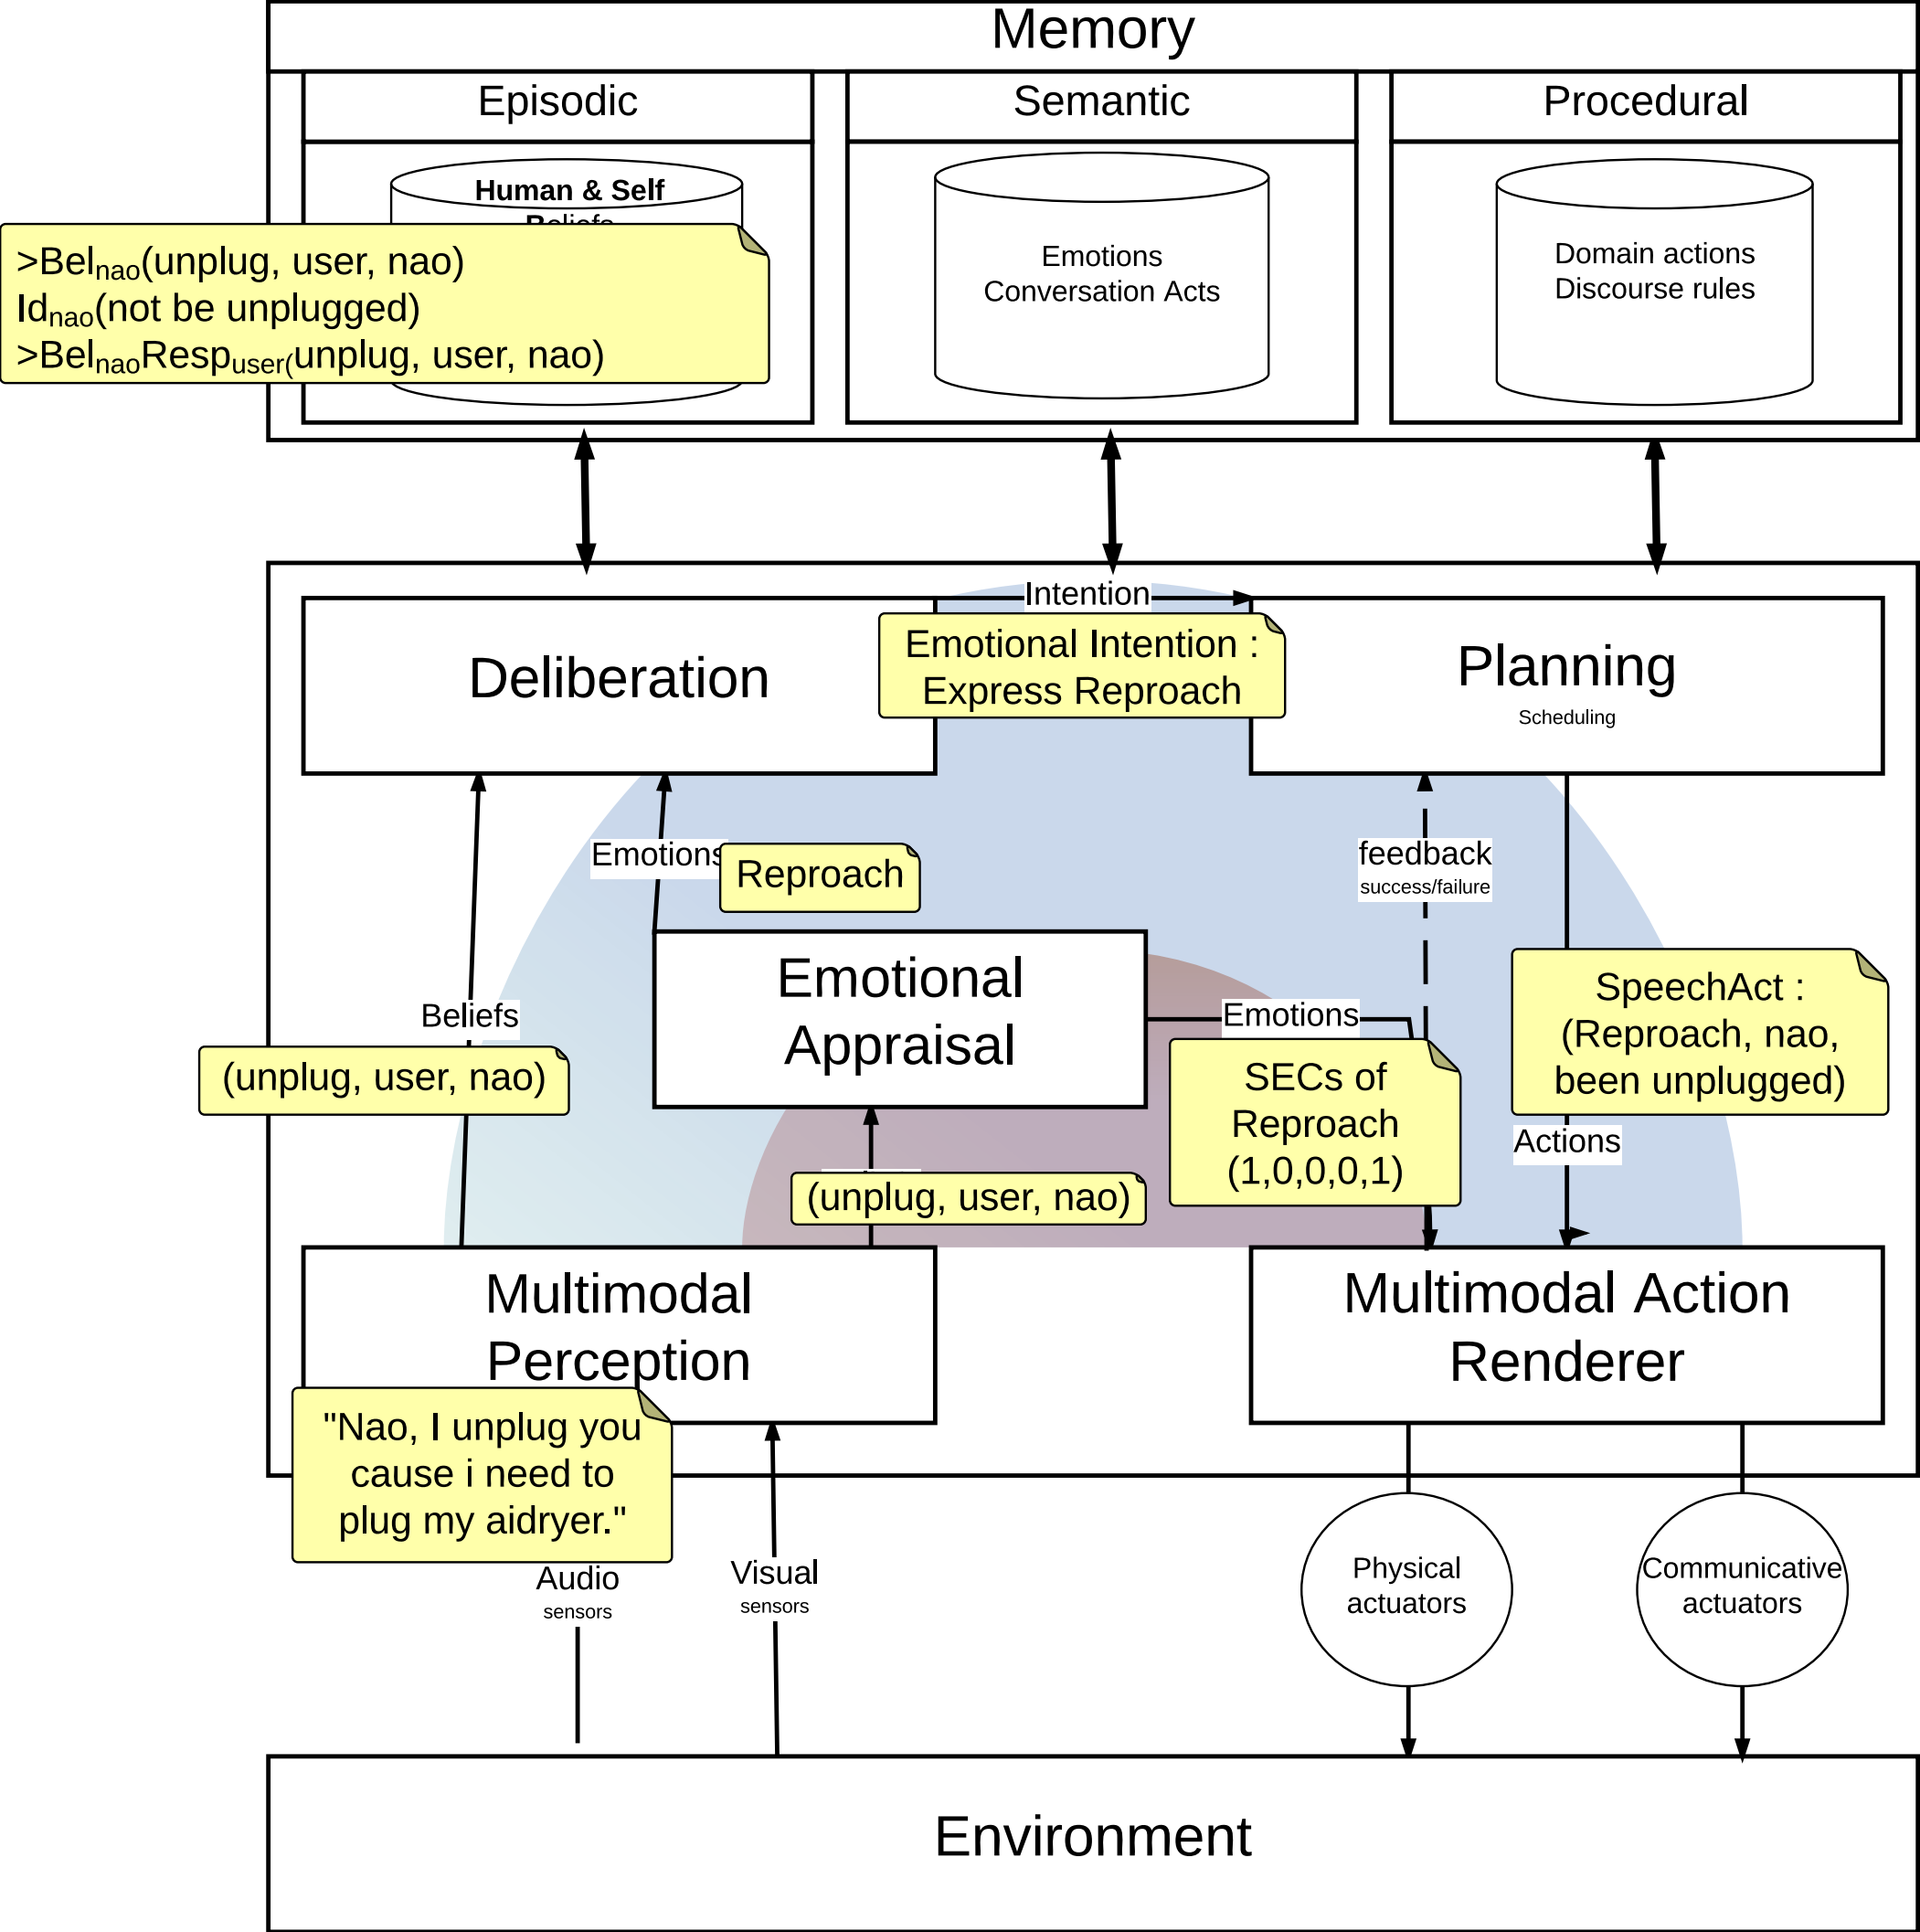 Memory
Episodic
Semantic
Procedural
Human & Self
Beliefs
>Belnao(unplug, user, nao)
Idnao(not be unplugged)
>BelnaoRespuser(unplug, user, nao)
Emotions
Conversation Acts
Domain actions
Discourse rules
Intention
Deliberation
Emotional Intention :
Express Reproach
Planning
Scheduling
Emotions
Reproach
feedback
success/failure
Emotional
Appraisal
Beliefs
(unplug, user, nao)
Emotions
SECs of
Reproach
(1,0,0,0,1)
SpeechAct :
(Reproach, nao,
been unplugged)
Actions
(unplug, user, nao)
Multimodal
Perception
Multimodal Action
Renderer
"Nao, I unplug you
cause i need to
plug my aidryer."
Audio
sensors
Visual
sensors
Physical
actuators
Communicative
actuators
Environment